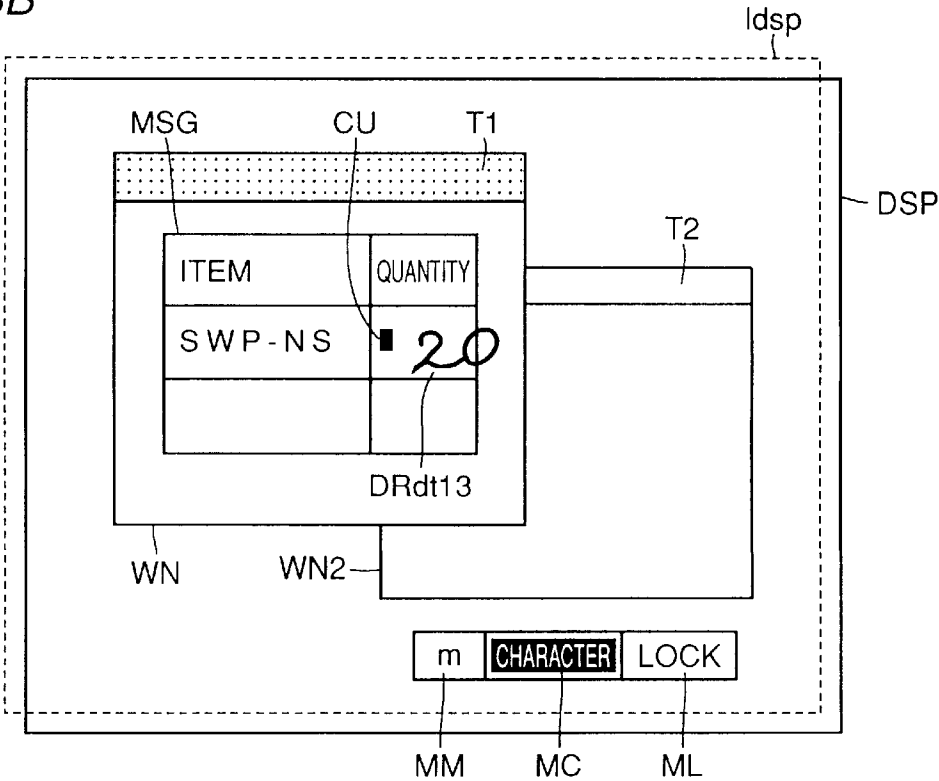 Idsp
MSG CU T1
DSP
T2
ITEM QUANTITY
SWP-NS 20
DRdt13
WN WN2
m CHARACTER LOCK
MM MC ML